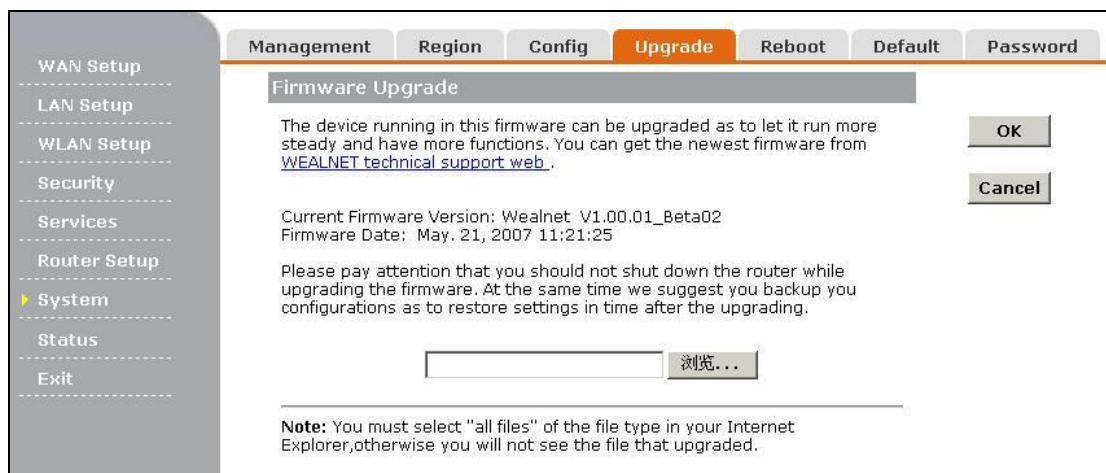 Management Region Config Upgrade Reboot Default Password
WAN Setup
LAN Setup
WLAN Setup
Security
Services
Router Setup
System
Status
Exit
Firmware Upgrade
The device running in this firmware can be upgraded as to let it run more
steady and have more functions. You can get the newest firmware from
WEALNET technical support web .
OK
Cancel
Current Firmware Version: Wealnet V1.00.01_Beta02
Firmware Date: May. 21, 2007 11:21:25
Please pay attention that you should not shut down the router while
upgrading the firmware. At the same time we suggest you backup you
configurations as to restore settings in time after the upgrading.
浏览...
Note: You must select "all files" of the file type in your Internet
Explorer,otherwise you will not see the file that upgraded.